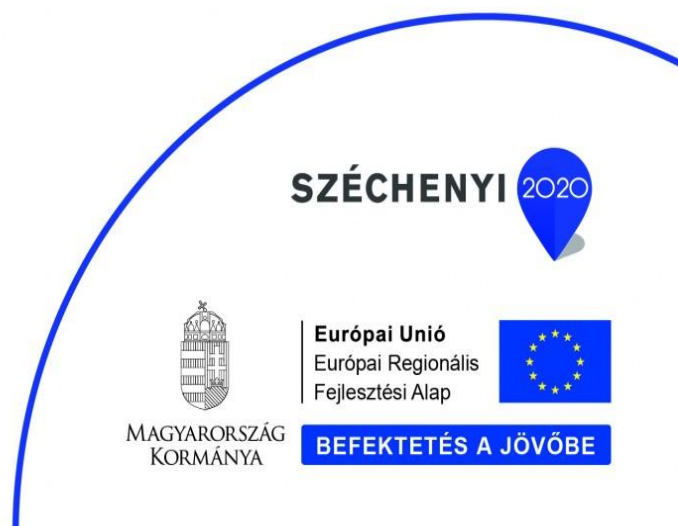 SZÉCHENYI 2020
Európai Unió
Európai Regionális
Fejlesztési Alap
MAGYARORSZÁG
KORMÁNYA
BEFEKTETÉS A JÖVŐBE